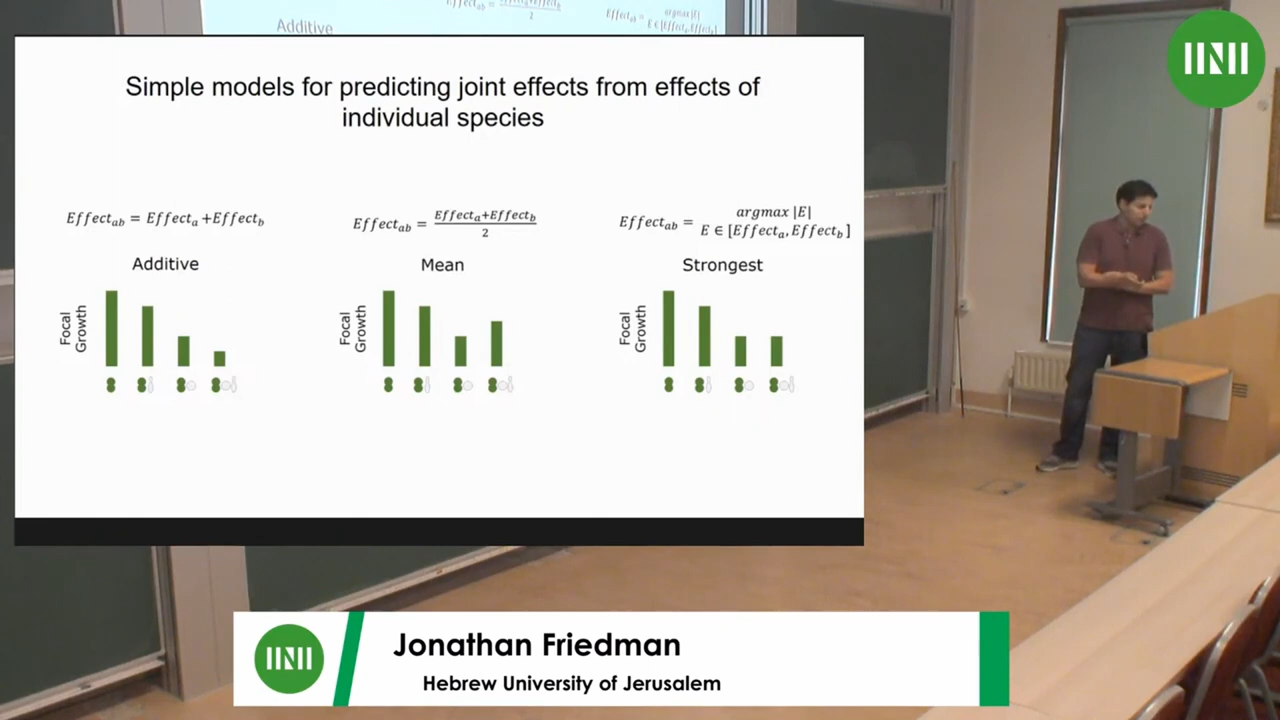 Additive
Simple models for predicting joint effects from effects of
individual species
Effect_ab = Effect_a +Effect_b
Effect_ab = Effect_a+Effect_b / 2
Effect_ab = argmax |E|
E ∈ [Effect_a, Effect_b]
Additive
Mean
Strongest
Focal
Growth
Focal
Growth
Focal
Growth
Jonathan Friedman
Hebrew University of Jerusalem